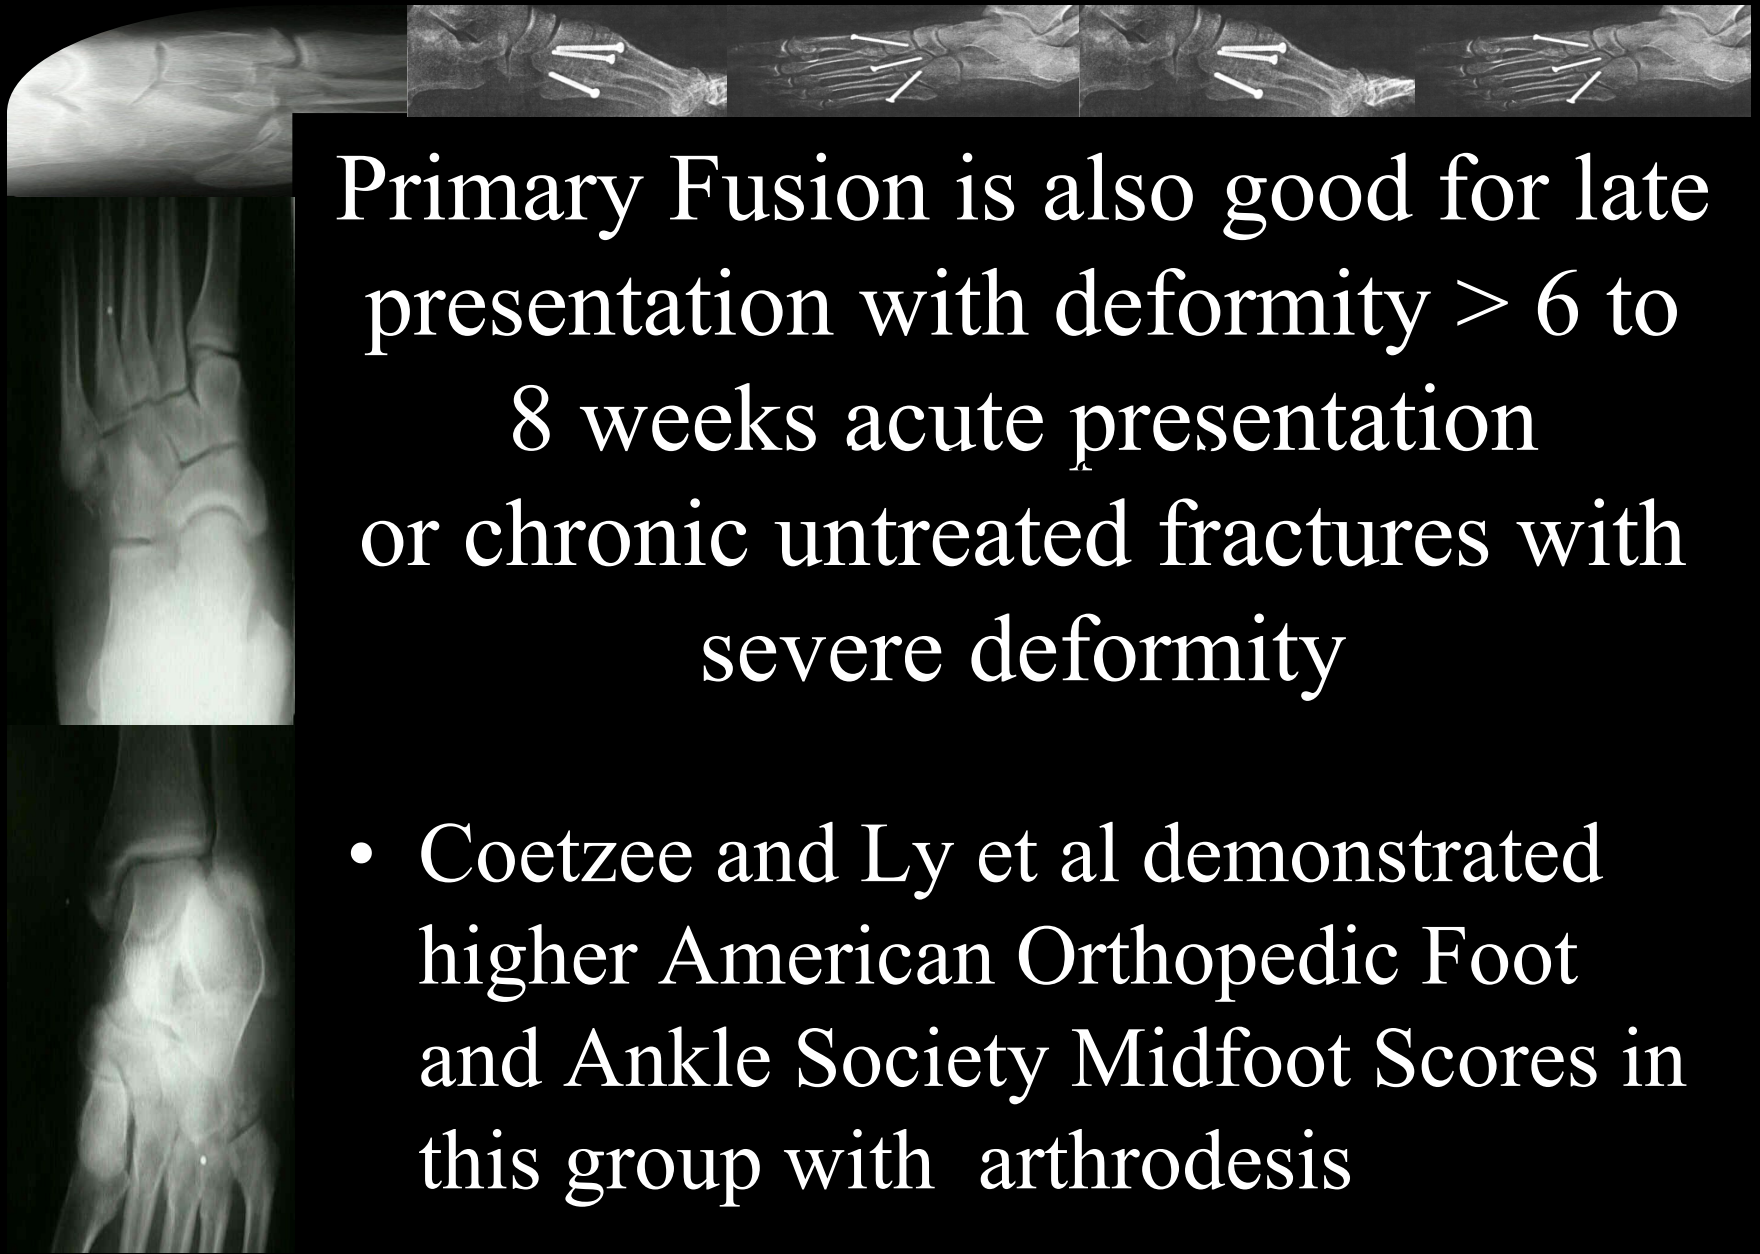 Primary Fusion is also good for late
presentation with deformity > 6 to
8 weeks acute presentation
or chronic untreated fractures with
severe deformity
• Coetzee and Ly et al demonstrated
higher American Orthopedic Foot
and Ankle Society Midfoot Scores in
this group with  arthrodesis